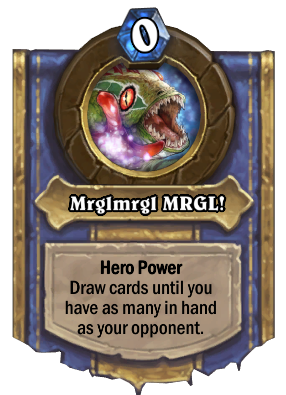 0
Mrglmrgl MRGL!
Hero Power
Draw cards until you
have as many in hand
as your opponent.